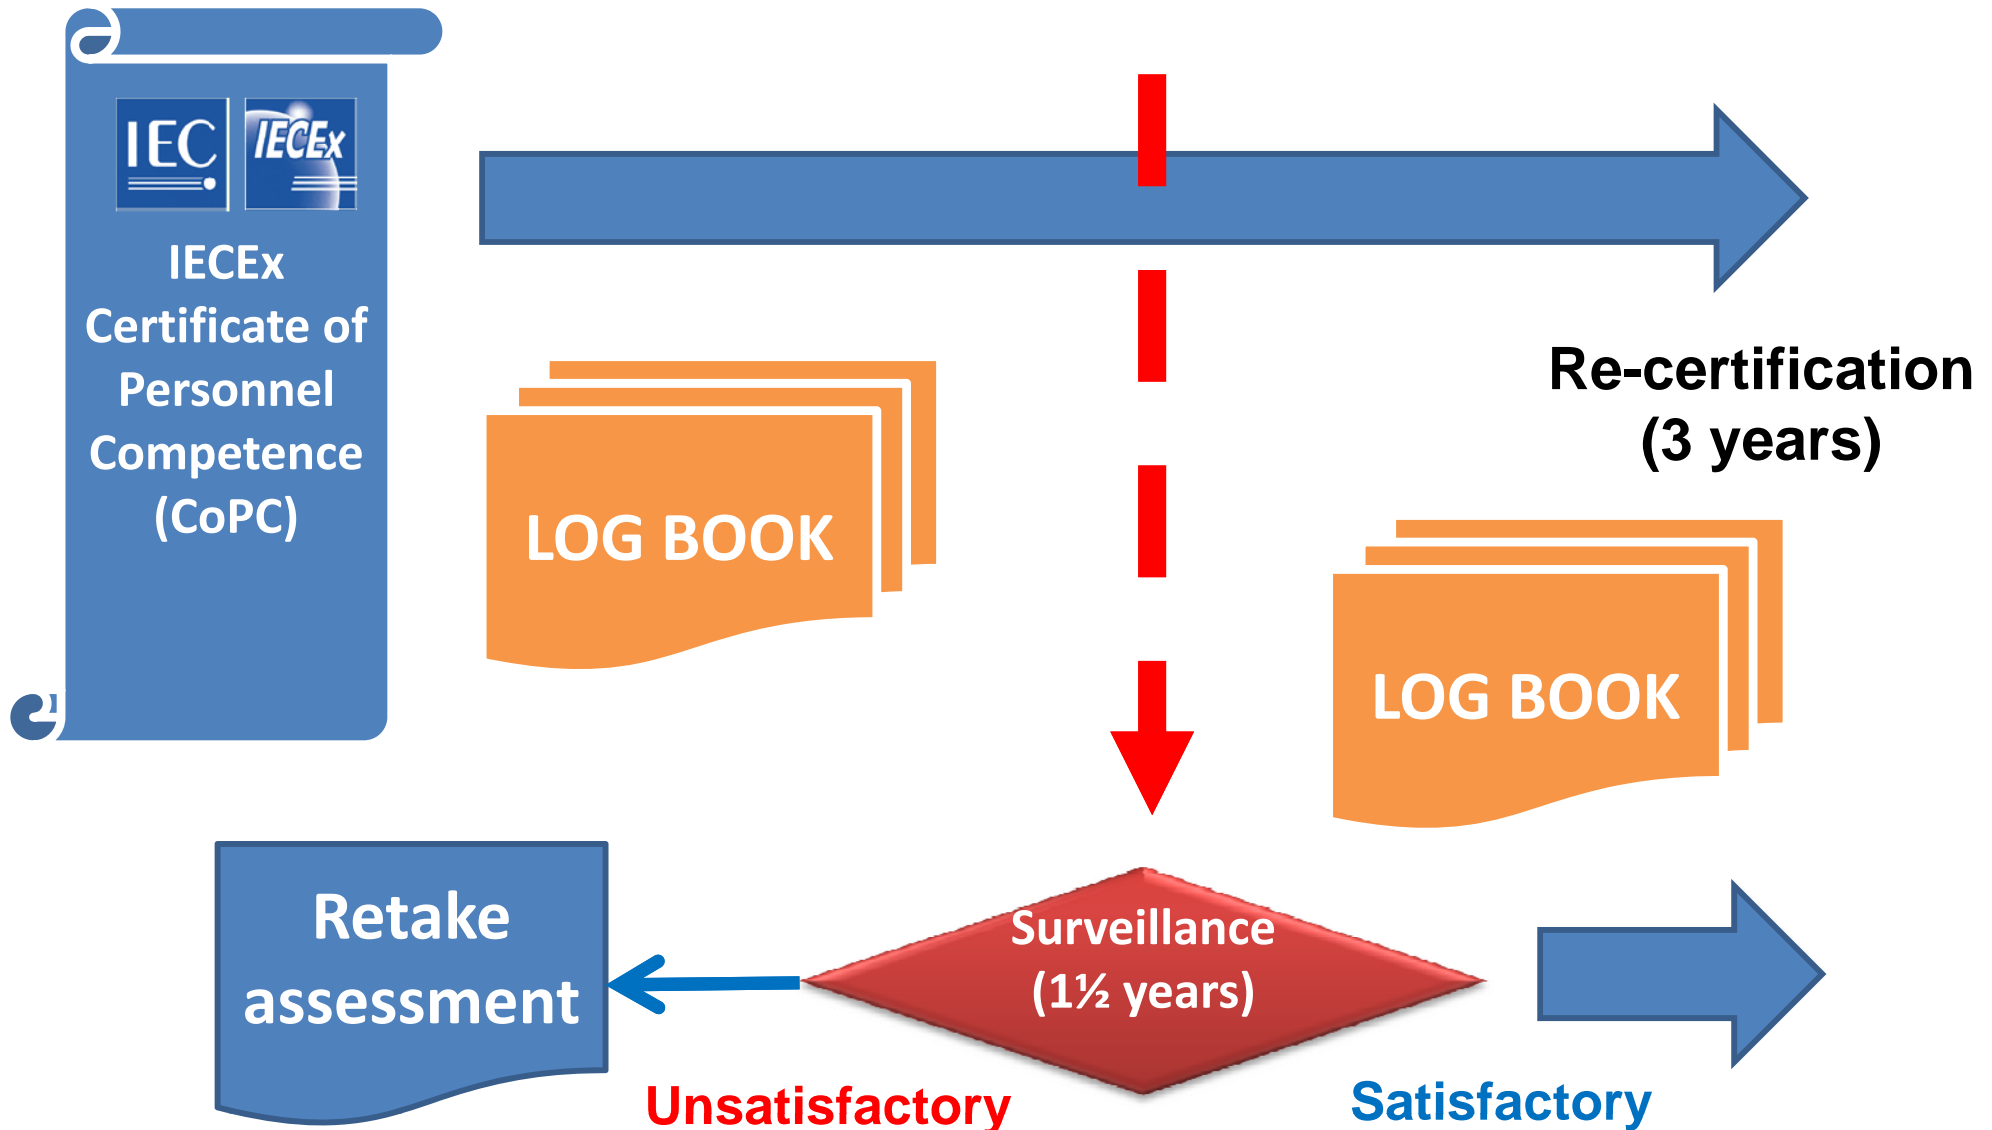 IEC
IECEx
IECEx
Certificate of
Personnel
Competence
(CoPC)
Re-certification
(3 years)
LOG BOOK
LOG BOOK
Retake
assessment
Surveillance
(1½ years)
Unsatisfactory
Satisfactory